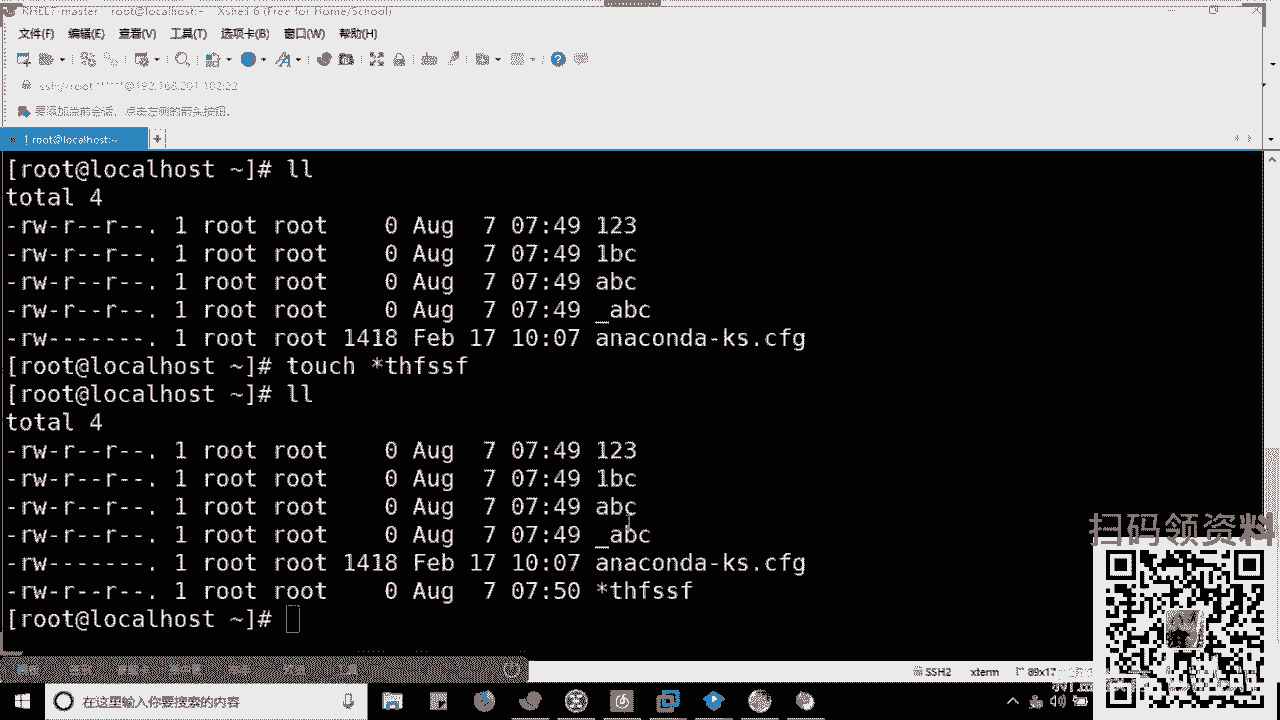 RHEL7-master - root@localhost:~ - Xshell 6 (Free for Home/School)
文件(F) 编辑(E) 查看(V) 工具(T) 选项卡(B) 窗口(W) 帮助(H)
ssh://root:*****@192.168.201.102:22
要添加当前会话，点击左侧的箭头按钮。
1 root@localhost:~ +
[root@localhost ~]# ll
total 4
-rw-r--r--. 1 root root    0 Aug  7 07:49 123
-rw-r--r--. 1 root root    0 Aug  7 07:49 1bc
-rw-r--r--. 1 root root    0 Aug  7 07:49 abc
-rw-r--r--. 1 root root    0 Aug  7 07:49 _abc
-rw-------. 1 root root 1418 Feb 17 10:07 anaconda-ks.cfg
[root@localhost ~]# touch *thfssf
[root@localhost ~]# ll
total 4
-rw-r--r--. 1 root root    0 Aug  7 07:49 123
-rw-r--r--. 1 root root    0 Aug  7 07:49 1bc
-rw-r--r--. 1 root root    0 Aug  7 07:49 abc
-rw-r--r--. 1 root root    0 Aug  7 07:49 _abc
-rw-------. 1 root root 1418 Feb 17 10:07 anaconda-ks.cfg
-rw-r--r--. 1 root root    0 Aug  7 07:50 *thfssf
[root@localhost ~]#
扫码领资料
SSH2 xterm 89x17
在这里输入你要搜索的内容